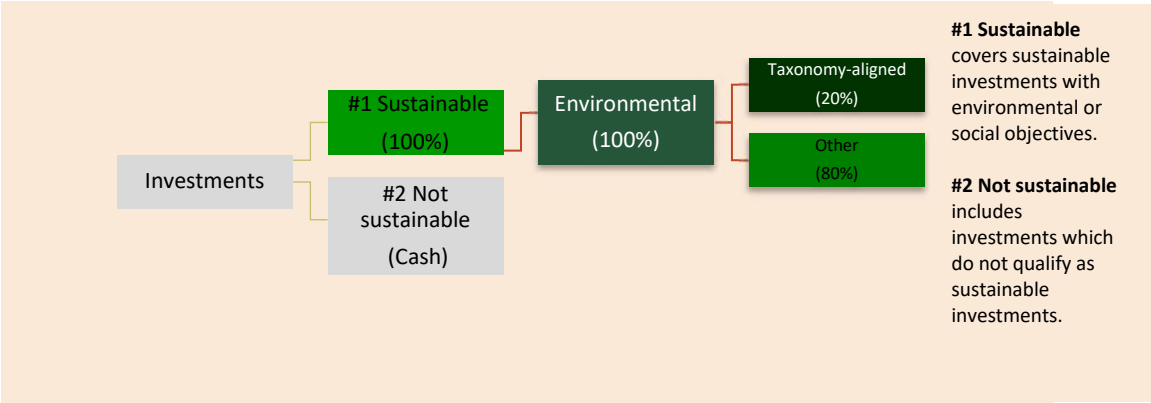 Investments
#1 Sustainable
(100%)
#2 Not
sustainable
(Cash)
Environmental
(100%)
Taxonomy-aligned
(20%)
Other
(80%)
#1 Sustainable
covers sustainable
investments with
environmental or
social objectives.
#2 Not sustainable
includes
investments which
do not qualify as
sustainable
investments.